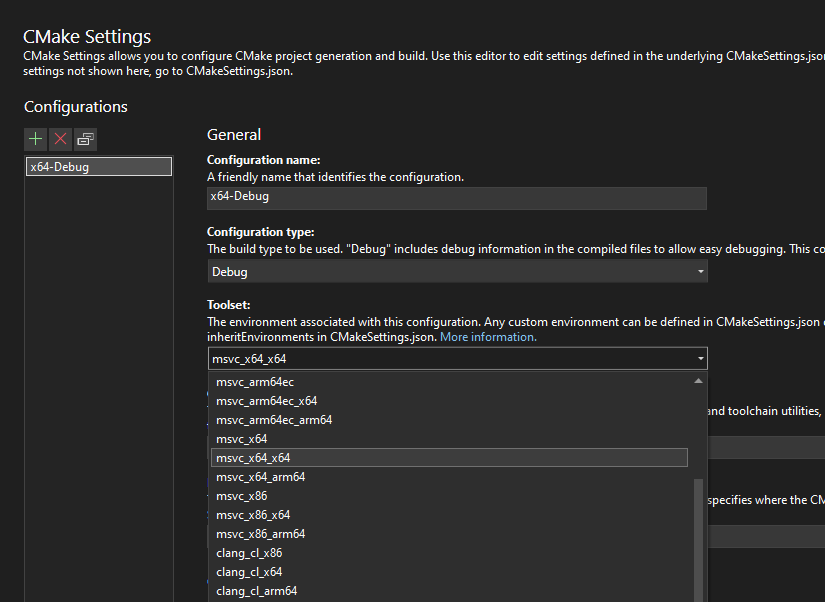 CMake Settings
CMake Settings allows you to configure CMake project generation and build. Use this editor to edit settings defined in the underlying CMakeSettings.json
settings not shown here, go to CMakeSettings.json.
Configurations
x64-Debug
General
Configuration name:
A friendly name that identifies the configuration.
x64-Debug
Configuration type:
The build type to be used. "Debug" includes debug information in the compiled files to allow easy debugging. This co
Debug
Toolset:
The environment associated with this configuration. Any custom environment can be defined in CMakeSettings.json
inheritEnvironments in CMakeSettings.json. More information.
msvc_x64_x64
msvc_arm64ec
msvc_arm64ec_x64
and toolchain utilities,
msvc_arm64ec_arm64
msvc_x64
msvc_x64_x64
msvc_x64_arm64
msvc_x86
specifies where the CM
msvc_x86_x64
msvc_x86_arm64
clang_cl_x86
clang_cl_x64
clang_cl_arm64